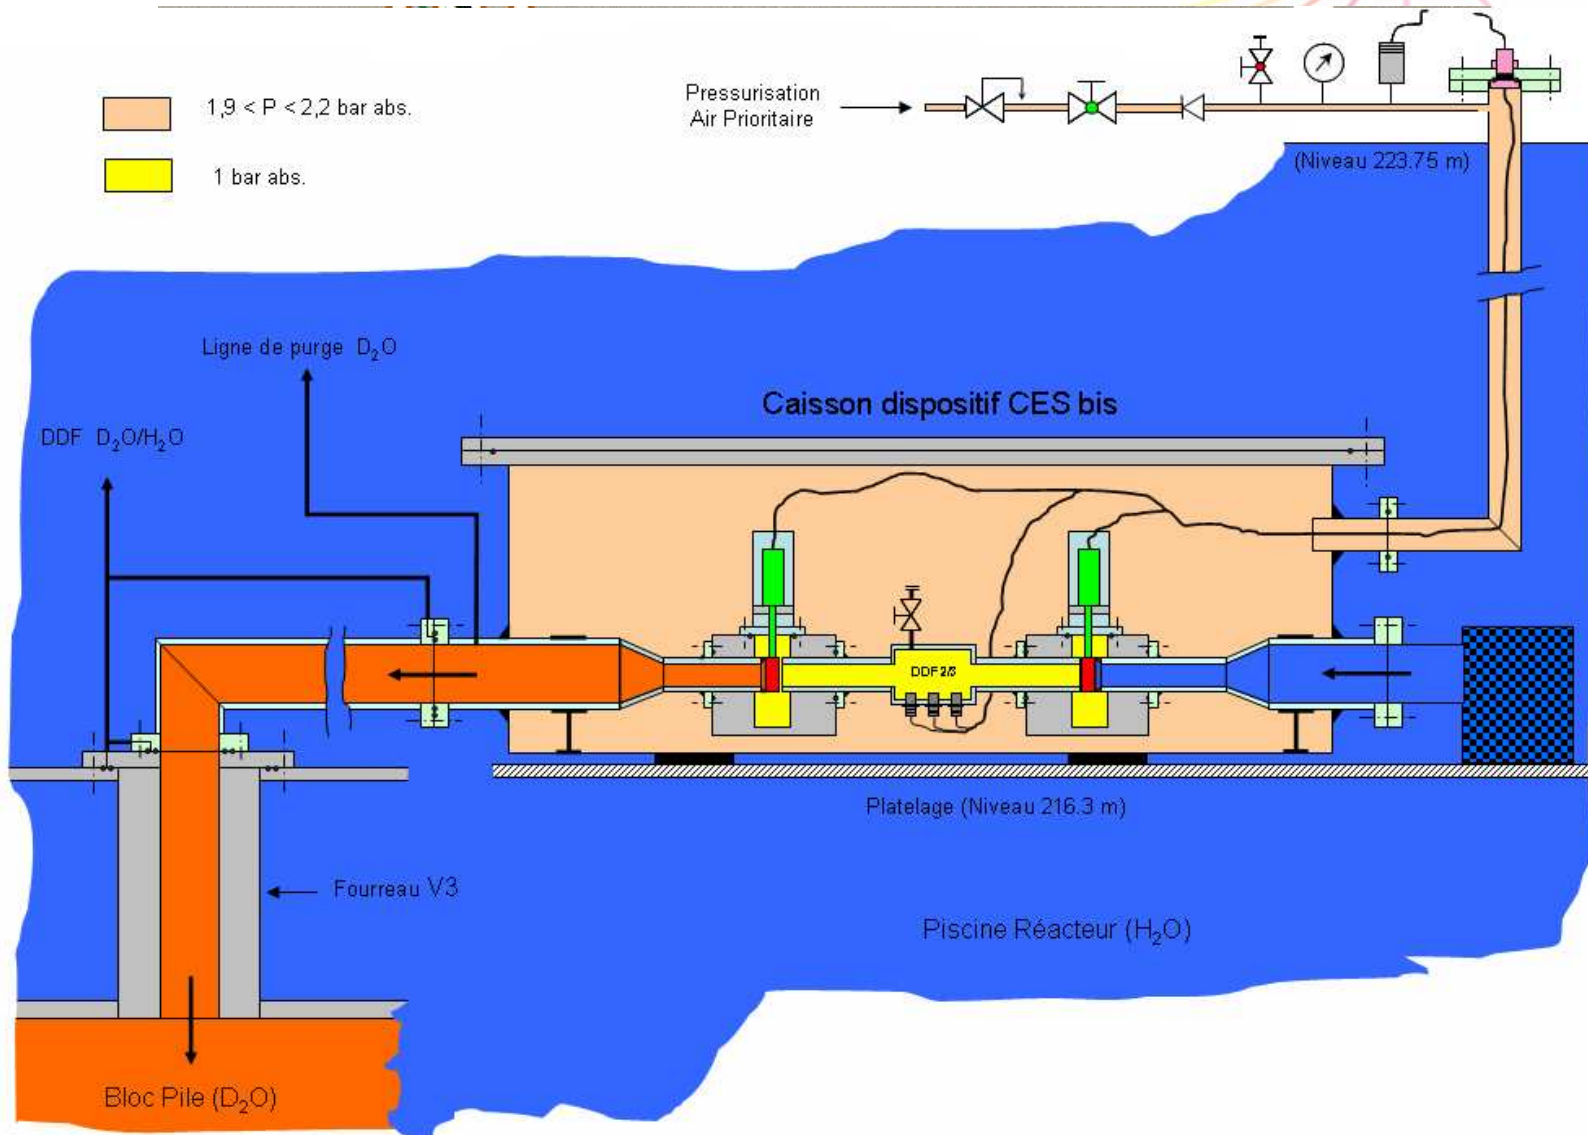 1,9 < P < 2,2 bar abs.
1 bar abs.
Pressurisation
Air Prioritaire
(Niveau 223.75 m)
Ligne de purge D₂O
DDF D₂O/H₂O
Caisson dispositif CES bis
DDF 2/3
Platelage (Niveau 216.3 m)
Fourreau V3
Piscine Réacteur (H₂O)
Bloc Pile (D₂O)